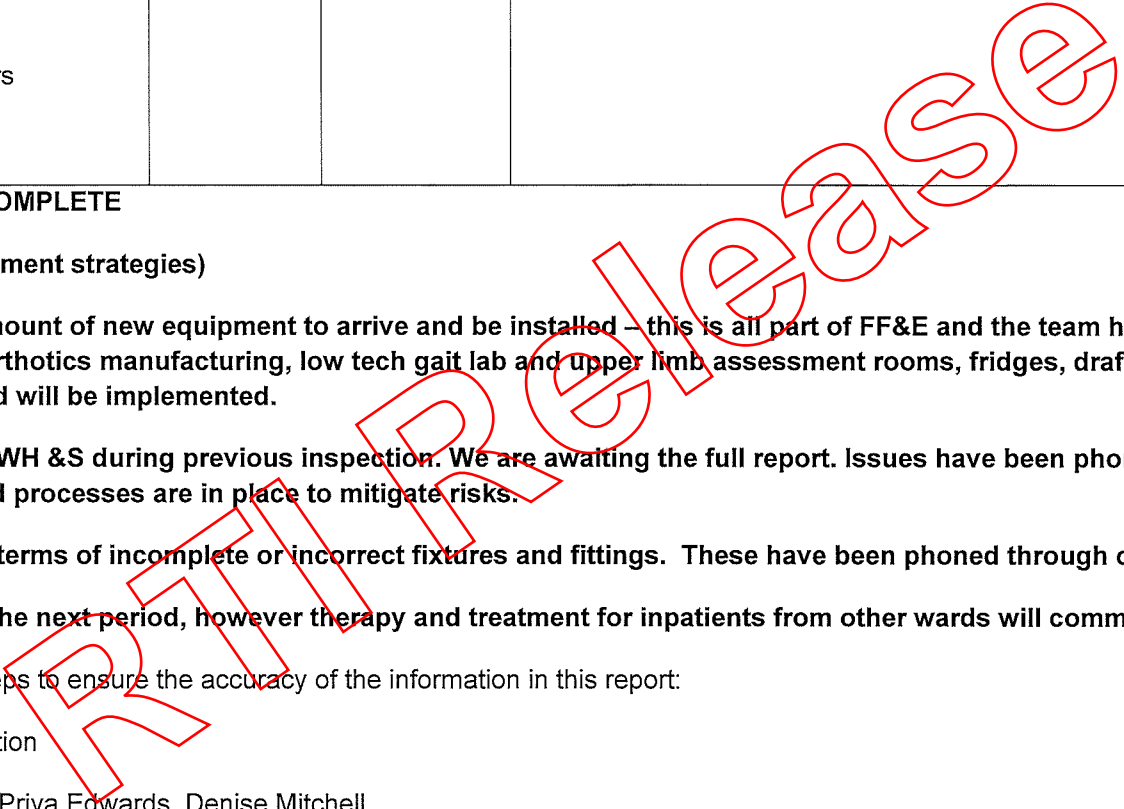 rs
OMPLETE
ment strategies)
mount of new equipment to arrive and be installed – this is all part of FF&E and the team h
rthotics manufacturing, low tech gait lab and upper limb assessment rooms, fridges, draf
d will be implemented.
WH &S during previous inspection. We are awaiting the full report. Issues have been pho
d processes are in place to mitigate risks.
terms of incomplete or incorrect fixtures and fittings.  These have been phoned through
he next period, however therapy and treatment for inpatients from other wards will comm
eps to ensure the accuracy of the information in this report:
tion
Priya Edwards, Denise Mitchell
RTI Release